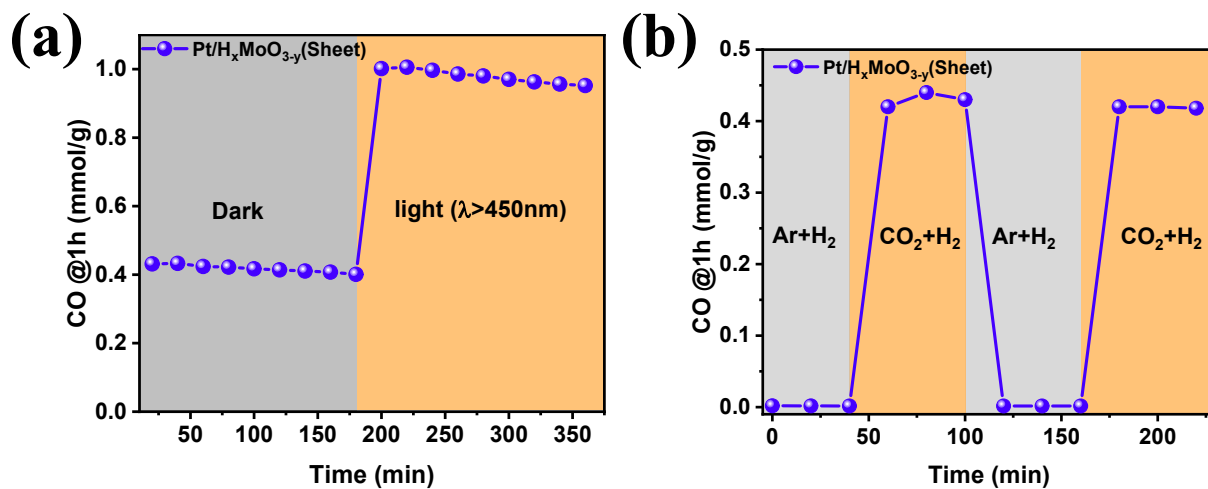 (a)
Pt/HxMoO3-y(Sheet)
CO @1h (mmol/g)
1.0
0.8
0.6
0.4
0.2
0.0
Dark
light (λ>450nm)
50 100 150 200 250 300 350
Time (min)
(b)
Pt/HxMoO3-y(Sheet)
CO @1h (mmol/g)
0.5
0.4
0.3
0.2
0.1
0.0
Ar+H2 CO2+H2 Ar+H2 CO2+H2
0 50 100 150 200
Time (min)